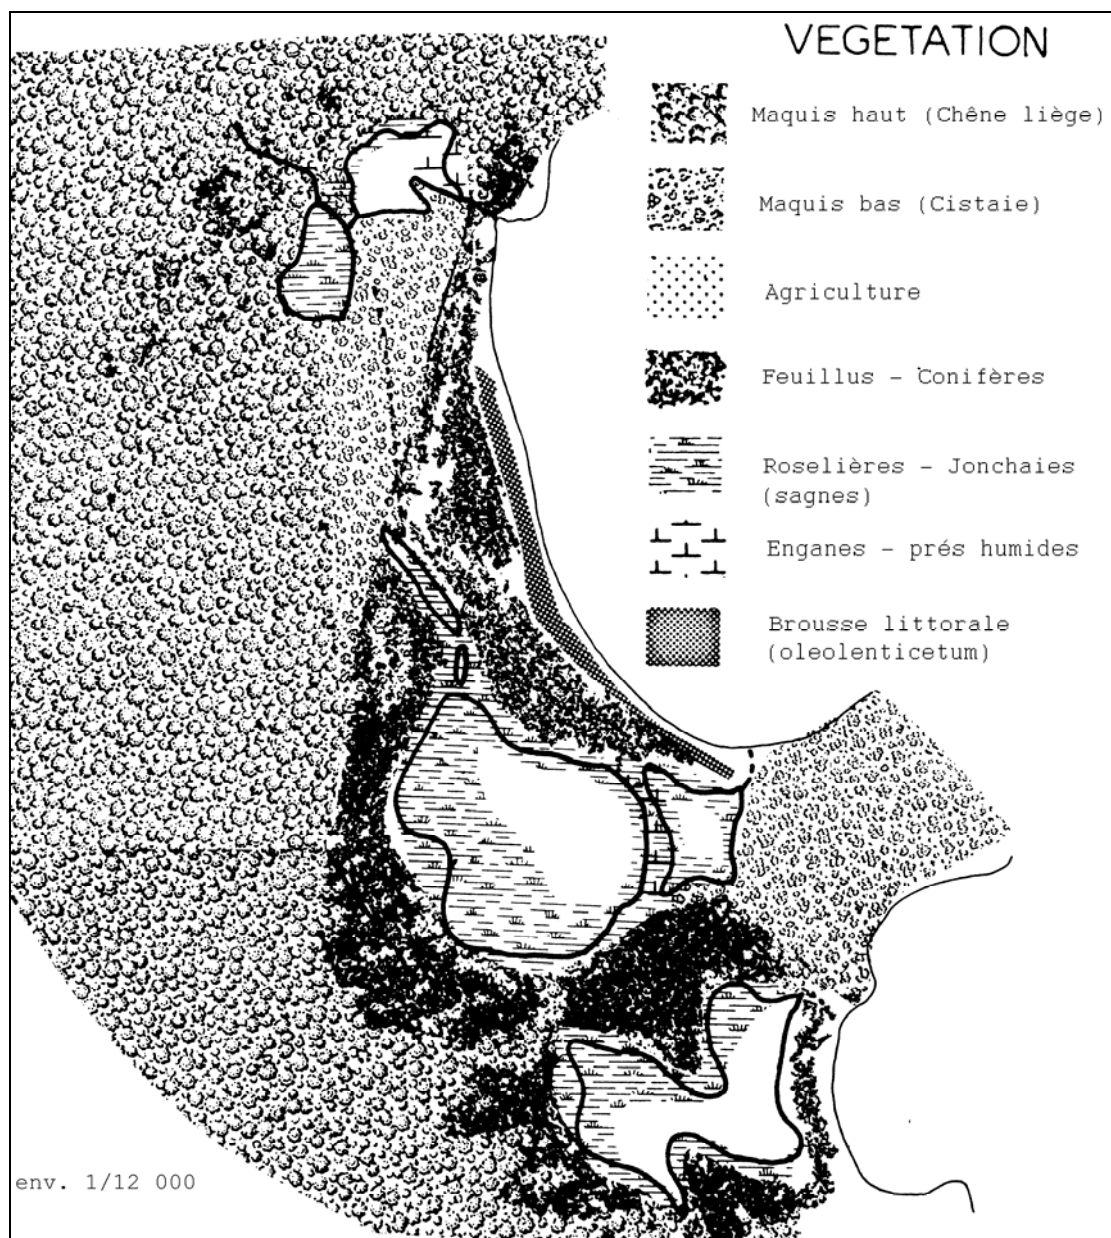 VEGETATION
Maquis haut (Chêne liège)
Maquis bas (Cistaie)
Agriculture
Feuillus - Conifères
Roselières - Jonchaies
(sagnes)
Enganes - prés humides
Brousse littorale
(oleolenticetum)
env. 1/12 000